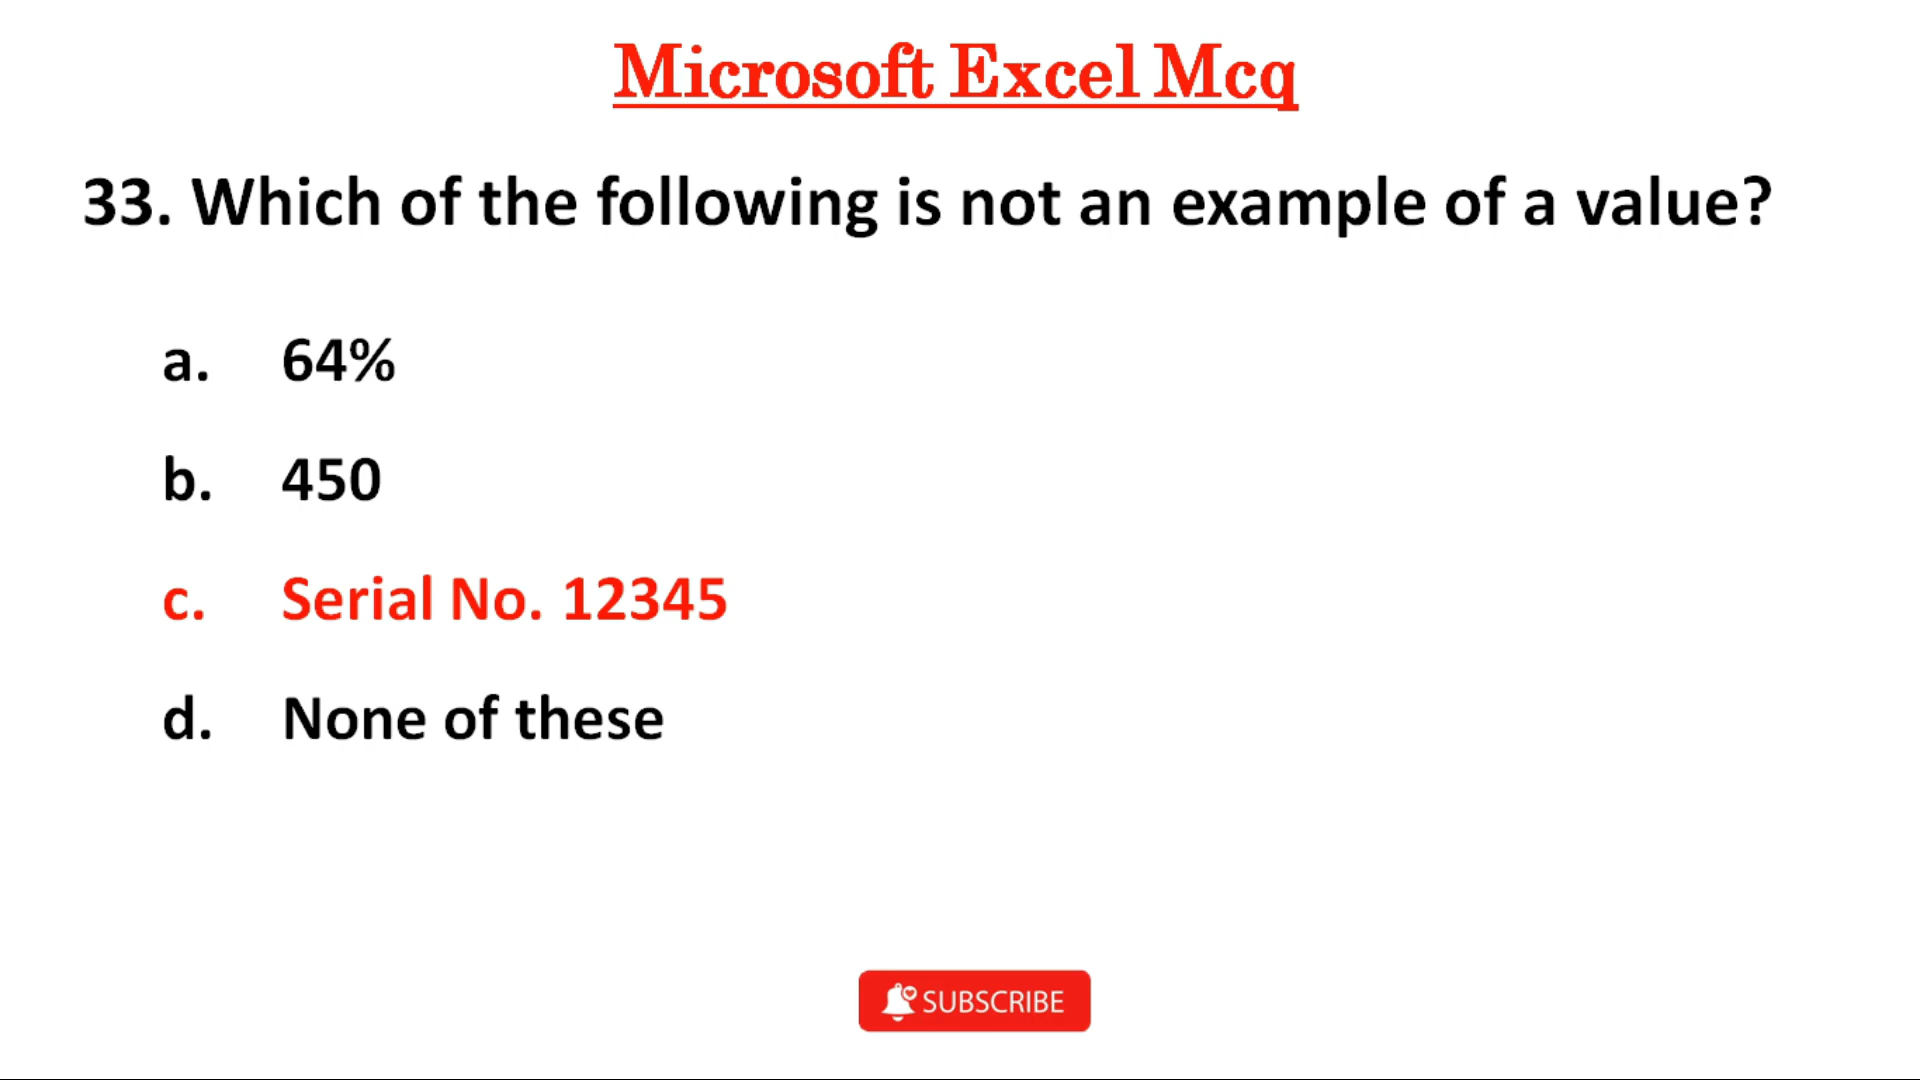 Microsoft Excel Mcq
33. Which of the following is not an example of a value?
a. 64%
b. 450
c. Serial No. 12345
d. None of these
SUBSCRIBE